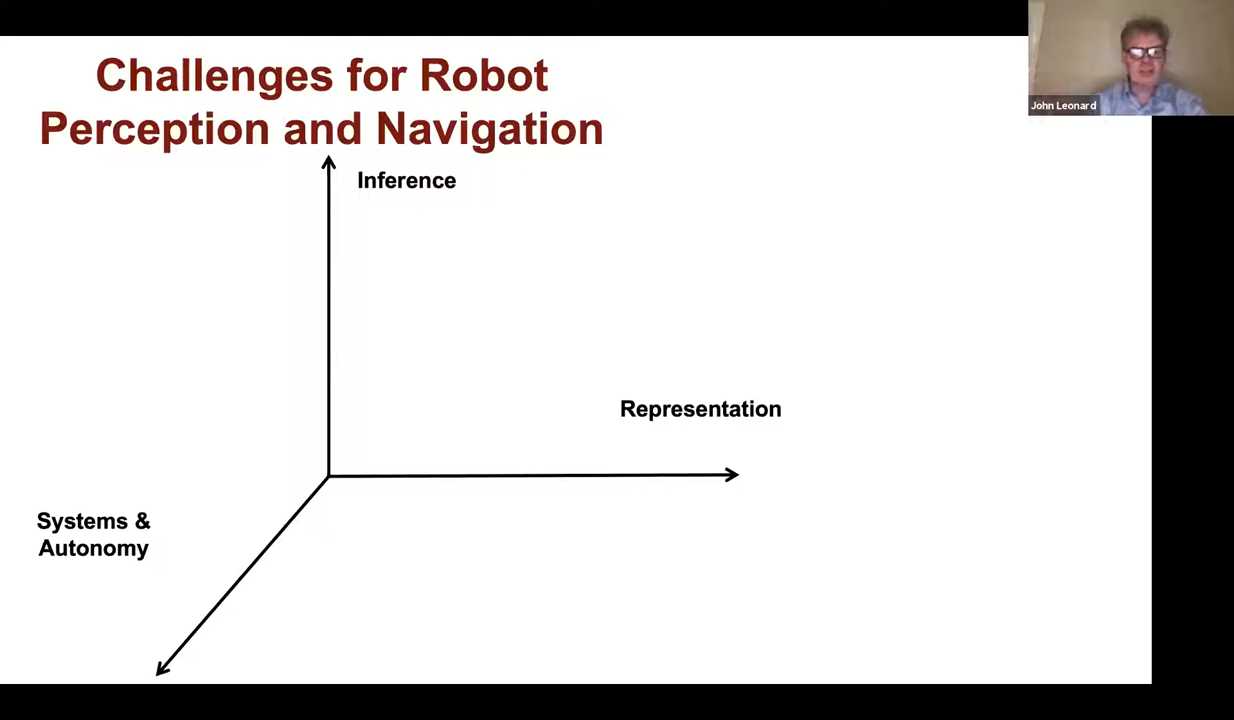 Challenges for Robot
Perception and Navigation
John Leonard
Inference
Representation
Systems &
Autonomy